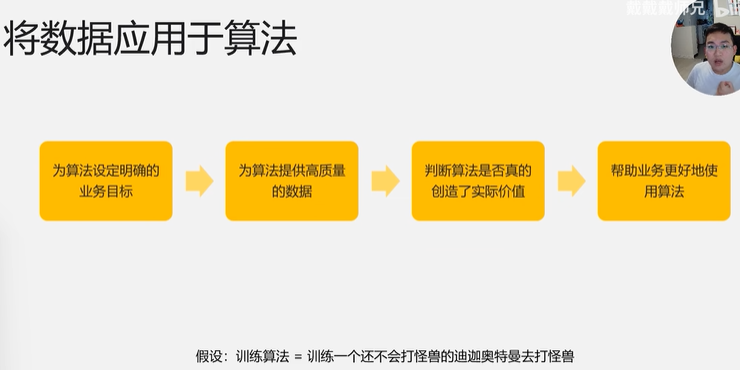 戴戴戴师兄
将数据应用于算法
为算法设定明确的
业务目标
为算法提供高质量
的数据
判断算法是否真的
创造了实际价值
帮助业务更好地使
用算法
假设：训练算法 = 训练一个还不会打怪兽的迪迦奥特曼去打怪兽